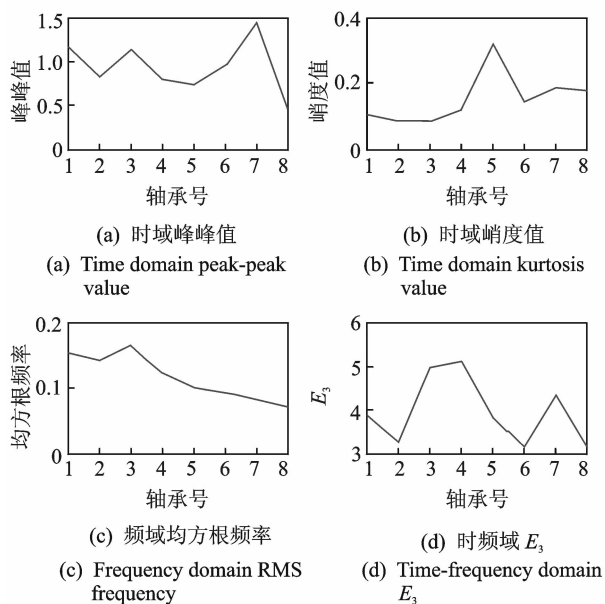 1.5
1.0
0.5
0
峰峰值
1 2 3 4 5 6 7 8
轴承号
(a) 时域峰峰值
(a) Time domain peak-peak
value
0.4
0.2
0
峭度值
1 2 3 4 5 6 7 8
轴承号
(b) 时域峭度值
(b) Time domain kurtosis
value
0.2
0.1
0
均方根频率
1 2 3 4 5 6 7 8
轴承号
(c) 频域均方根频率
(c) Frequency domain RMS
frequency
6
5
4
3
E₃
1 2 3 4 5 6 7 8
轴承号
(d) 时频域 E₃
(d) Time-frequency domain
E₃